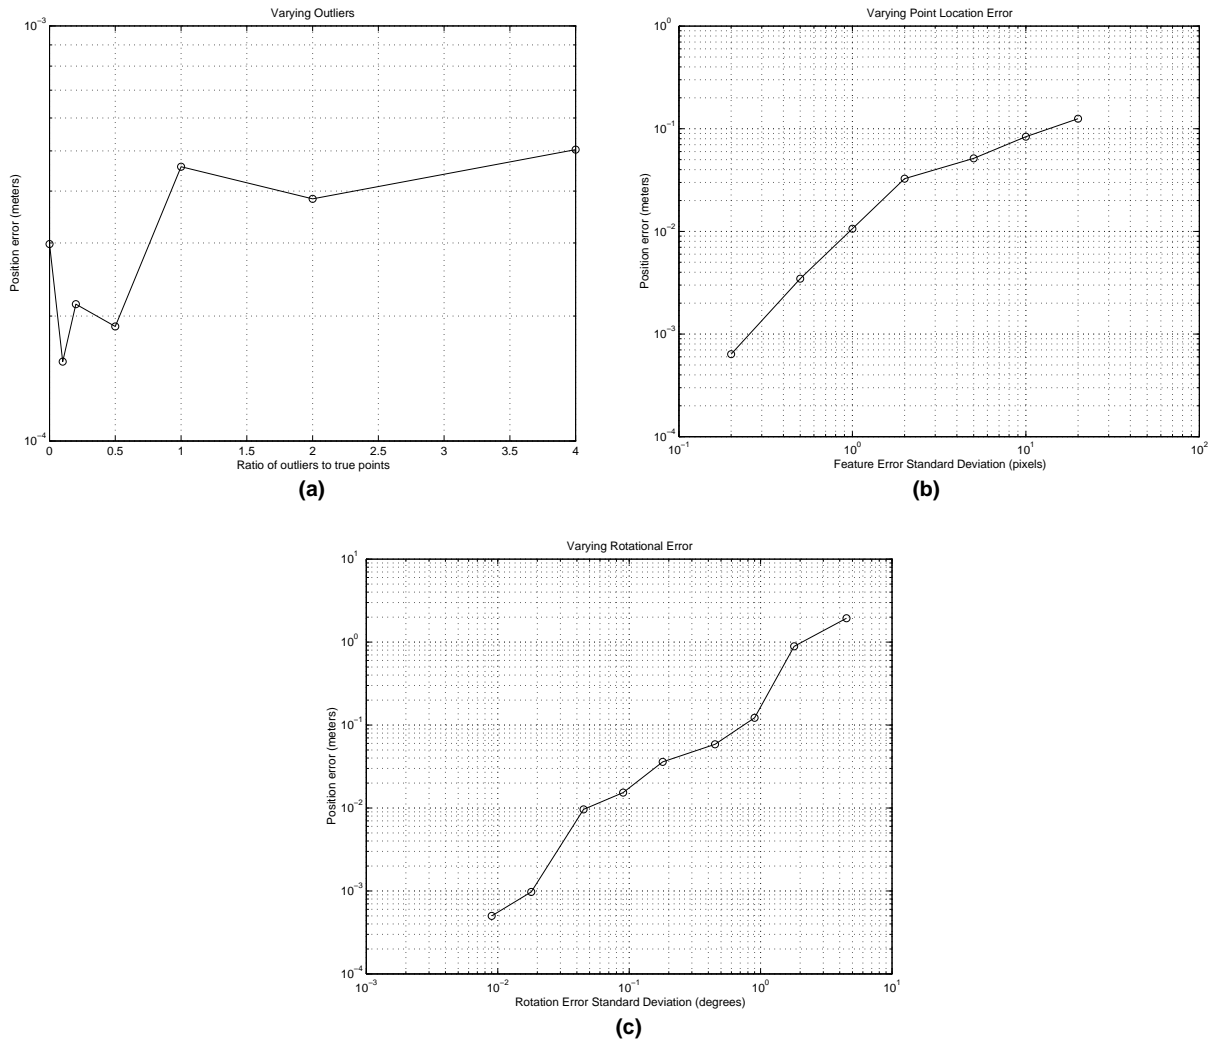 Varying Outliers
10^-3
Position error (meters)
10^-4
0 0.5 1 1.5 2 2.5 3 3.5 4
Ratio of outliers to true points
(a)
Varying Point Location Error
10^0
10^-1
10^-2
10^-3
10^-4
Position error (meters)
10^-1 10^0 10^1 10^2
Feature Error Standard Deviation (pixels)
(b)
Varying Rotational Error
10^1
10^0
10^-1
10^-2
10^-3
10^-4
Position error (meters)
10^-3 10^-2 10^-1 10^0 10^1
Rotation Error Standard Deviation (degrees)
(c)